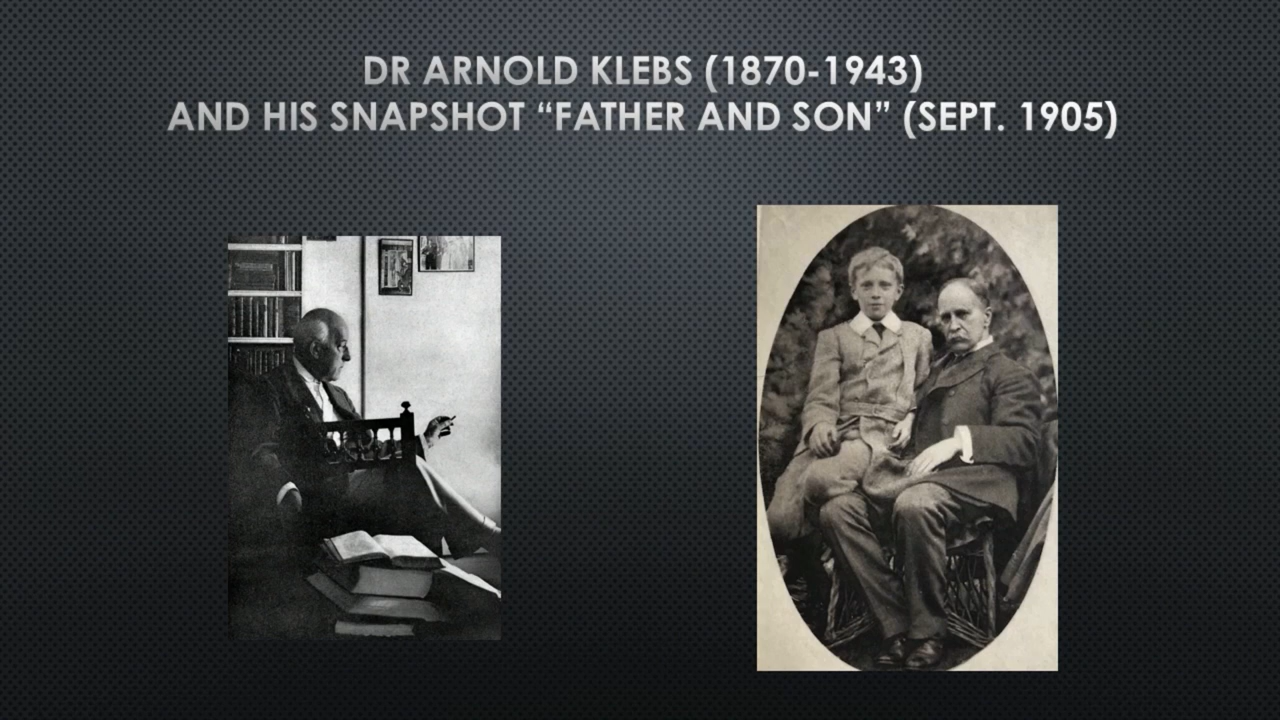 DR ARNOLD KLEBS (1870-1943)
AND HIS SNAPSHOT “FATHER AND SON” (SEPT. 1905)